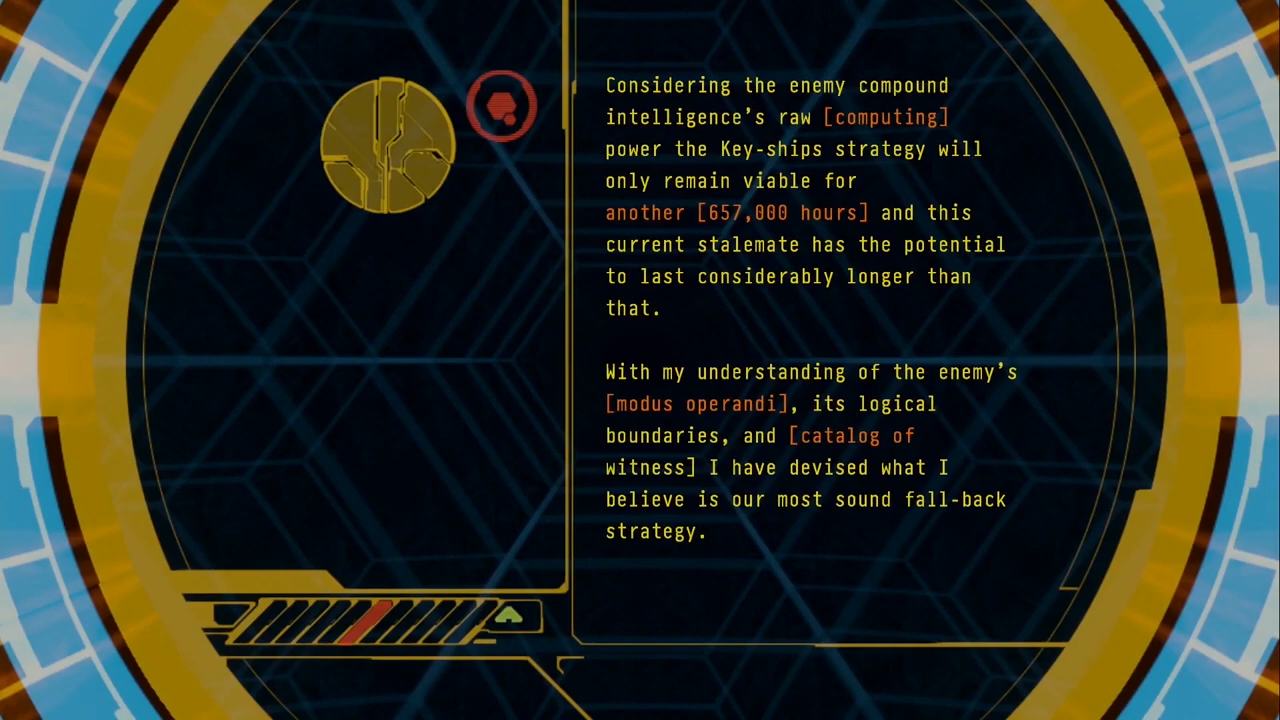 Considering the enemy compound
intelligence’s raw [computing]
power the Key-ships strategy will
only remain viable for
another [657,000 hours] and this
current stalemate has the potential
to last considerably longer than
that.
With my understanding of the enemy’s
[modus operandi], its logical
boundaries, and [catalog of
witness] I have devised what I
believe is our most sound fall-back
strategy.